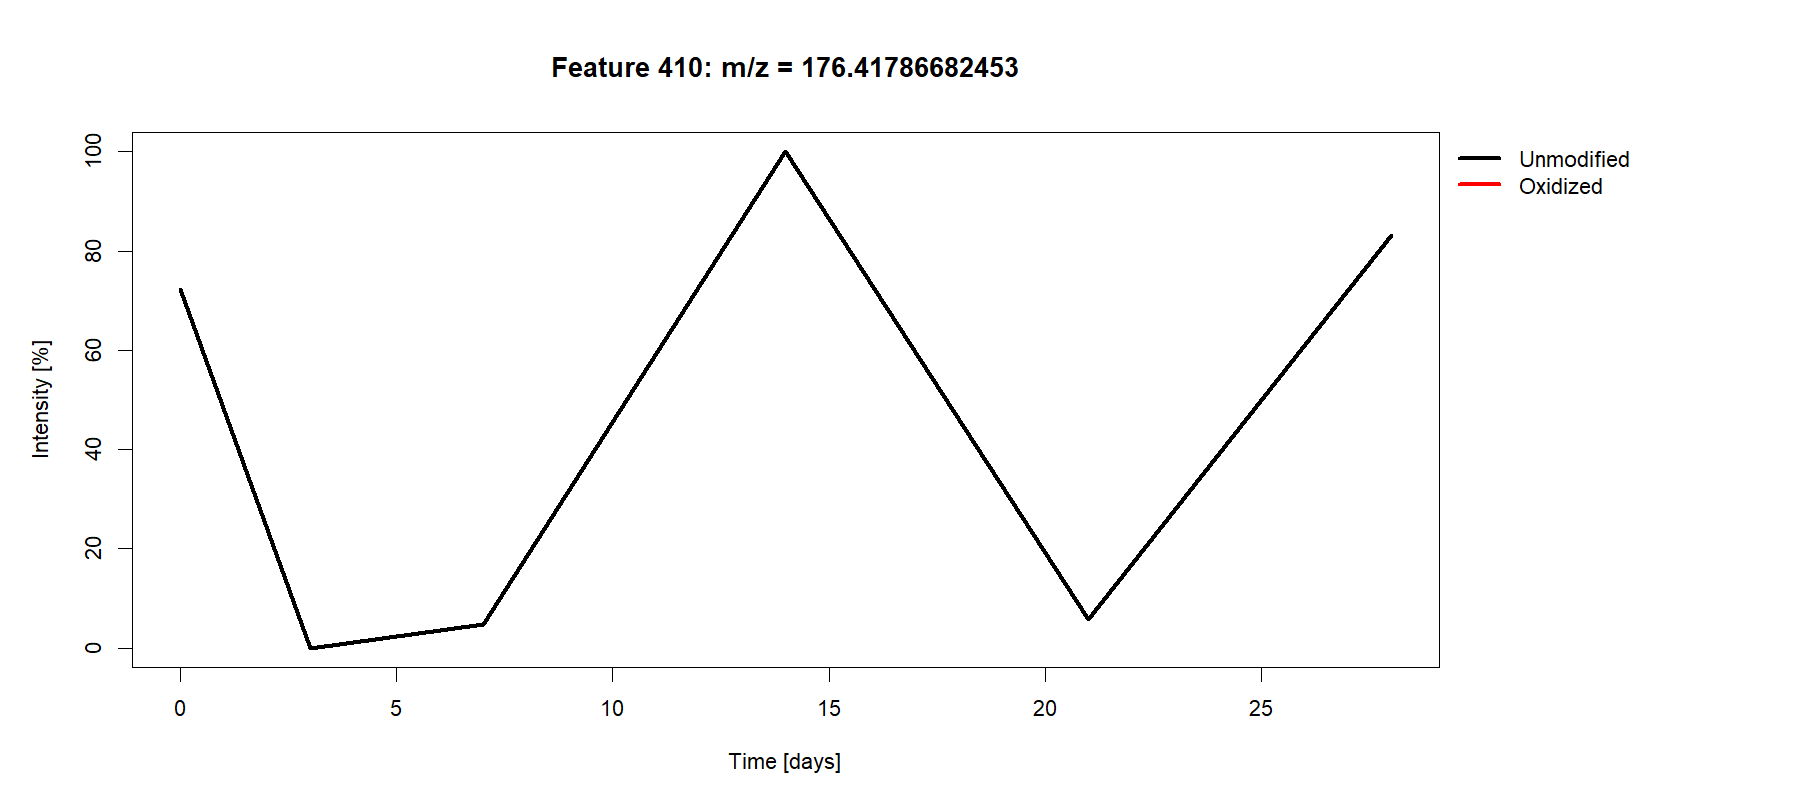 Feature 410: m/z = 176.41786682453
Unmodified
Oxidized
Intensity [%]
100
80
60
40
20
0
0 5 10 15 20 25
Time [days]